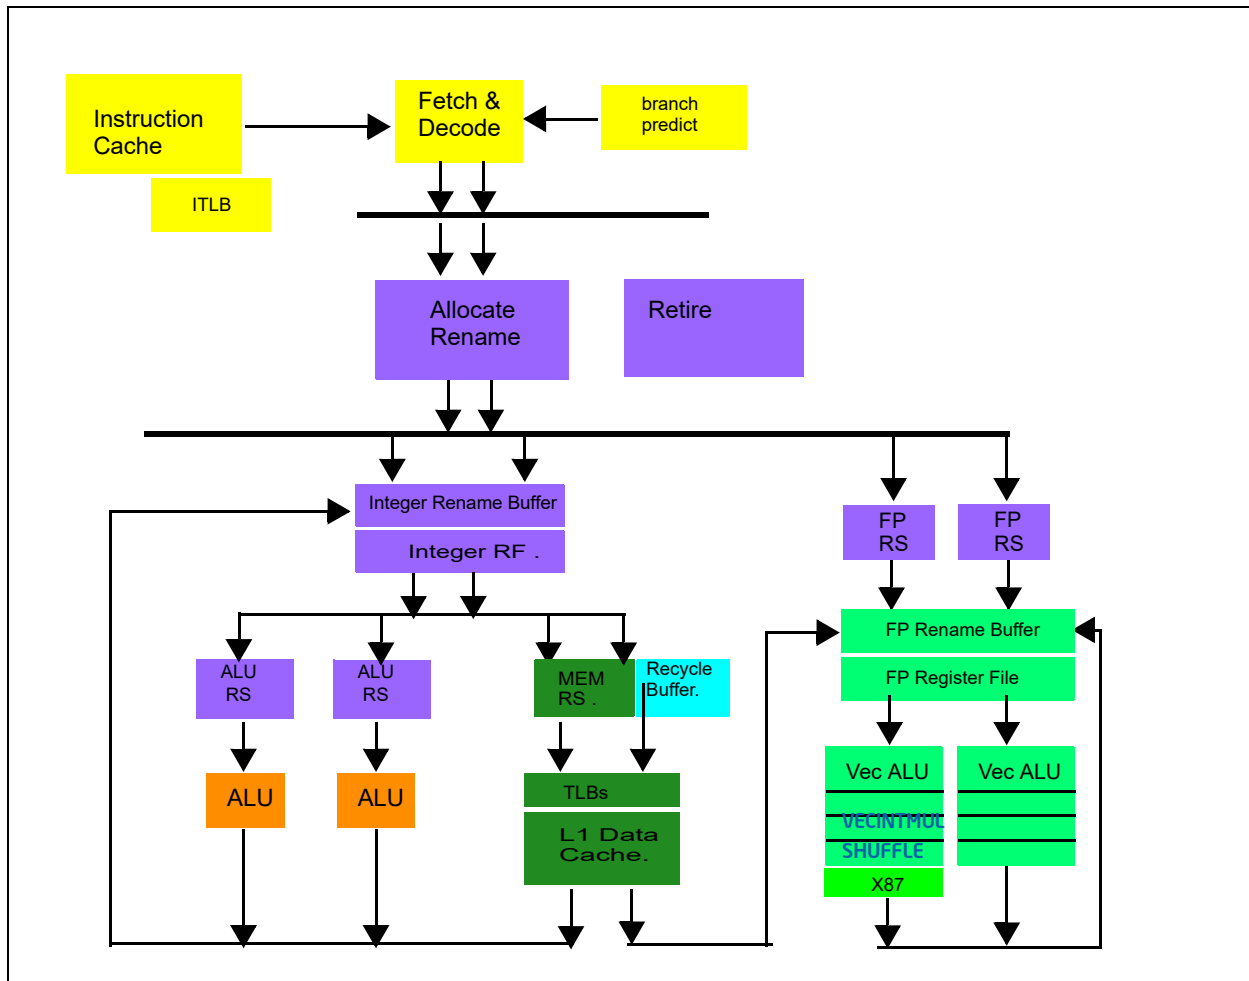 Instruction
Cache
Fetch &
Decode
branch
predict
ITLB
Allocate
Rename
Retire
Integer Rename Buffer
Integer RF .
FP
RS
FP
RS
FP Rename Buffer
FP Register File
ALU
RS
ALU
RS
MEM
RS .
Recycle
Buffer.
ALU
ALU
TLBs
L1 Data
Cache.
Vec ALU
Vec ALU
VECINTMUL
SHUFFLE
X87